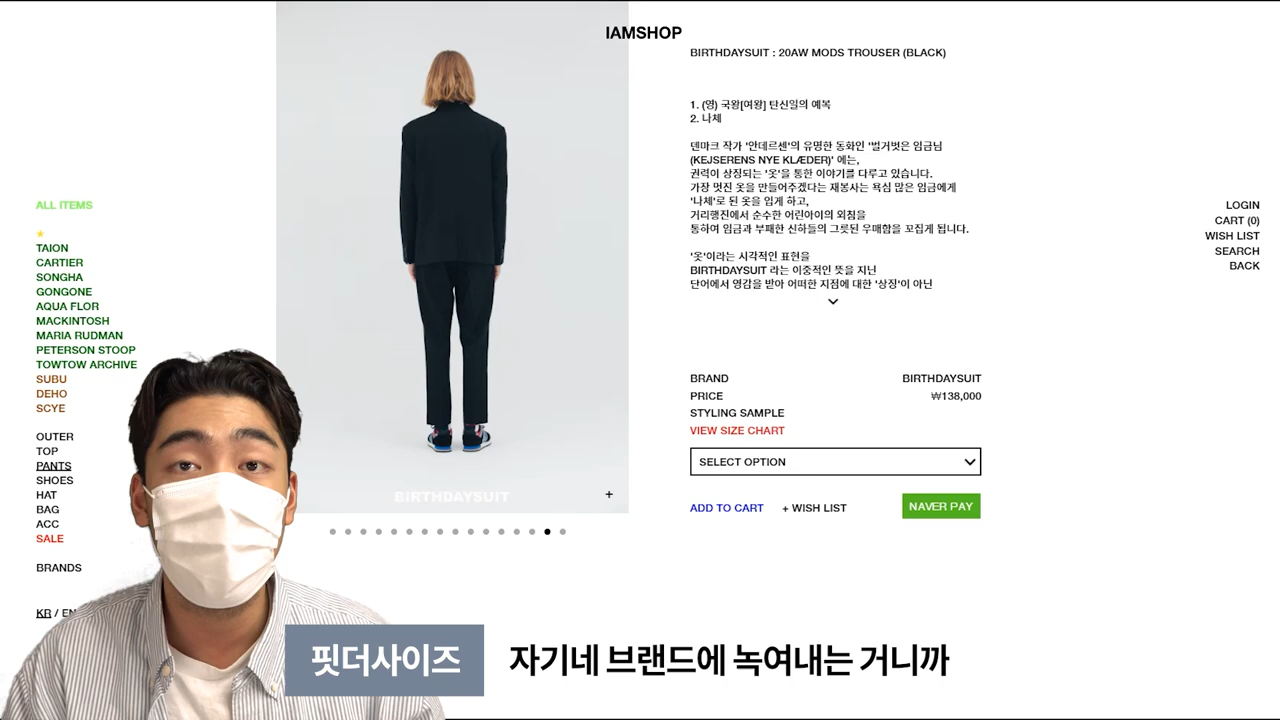 IAMSHOP
BIRTHDAYSUIT : 20AW MODS TROUSER (BLACK)
1. (영) 국왕[여왕] 탄신일의 예복
2. 나체
덴마크 작가 '안데르센'의 유명한 동화인 '벌거벗은 임금님
(KEJSERENS NYE KLÆDER)' 에는,
권력이 상징되는 '옷'을 통한 이야기를 다루고 있습니다.
가장 멋진 옷을 만들어주겠다는 재봉사는 욕심 많은 임금에게
'나체'로 된 옷을 입게 하고,
거리행진에서 순수한 어린아이의 외침을
통하여 임금과 부패한 신하들의 그릇된 우매함을 꼬집게 됩니다.
'옷'이라는 시각적인 표현을
BIRTHDAYSUIT 라는 이중적인 뜻을 지닌
단어에서 영감을 받아 어떠한 지점에 대한 '상징'이 아닌
BRAND BIRTHDAYSUIT
PRICE ₩138,000
STYLING SAMPLE
VIEW SIZE CHART
SELECT OPTION
ADD TO CART + WISH LIST NAVER PAY
BIRTHDAYSUIT
+
ALL ITEMS
TAION
CARTIER
SONGHA
GONGONE
AQUA FLOR
MACKINTOSH
MARIA RUDMAN
PETERSON STOOP
TOWTOW ARCHIVE
SUBU
DEHO
SCYE
OUTER
TOP
PANTS
SHOES
HAT
BAG
ACC
SALE
BRANDS
KR / EN
LOGIN
CART (0)
WISH LIST
SEARCH
BACK
핏더사이즈 자기네 브랜드에 녹여내는 거니까